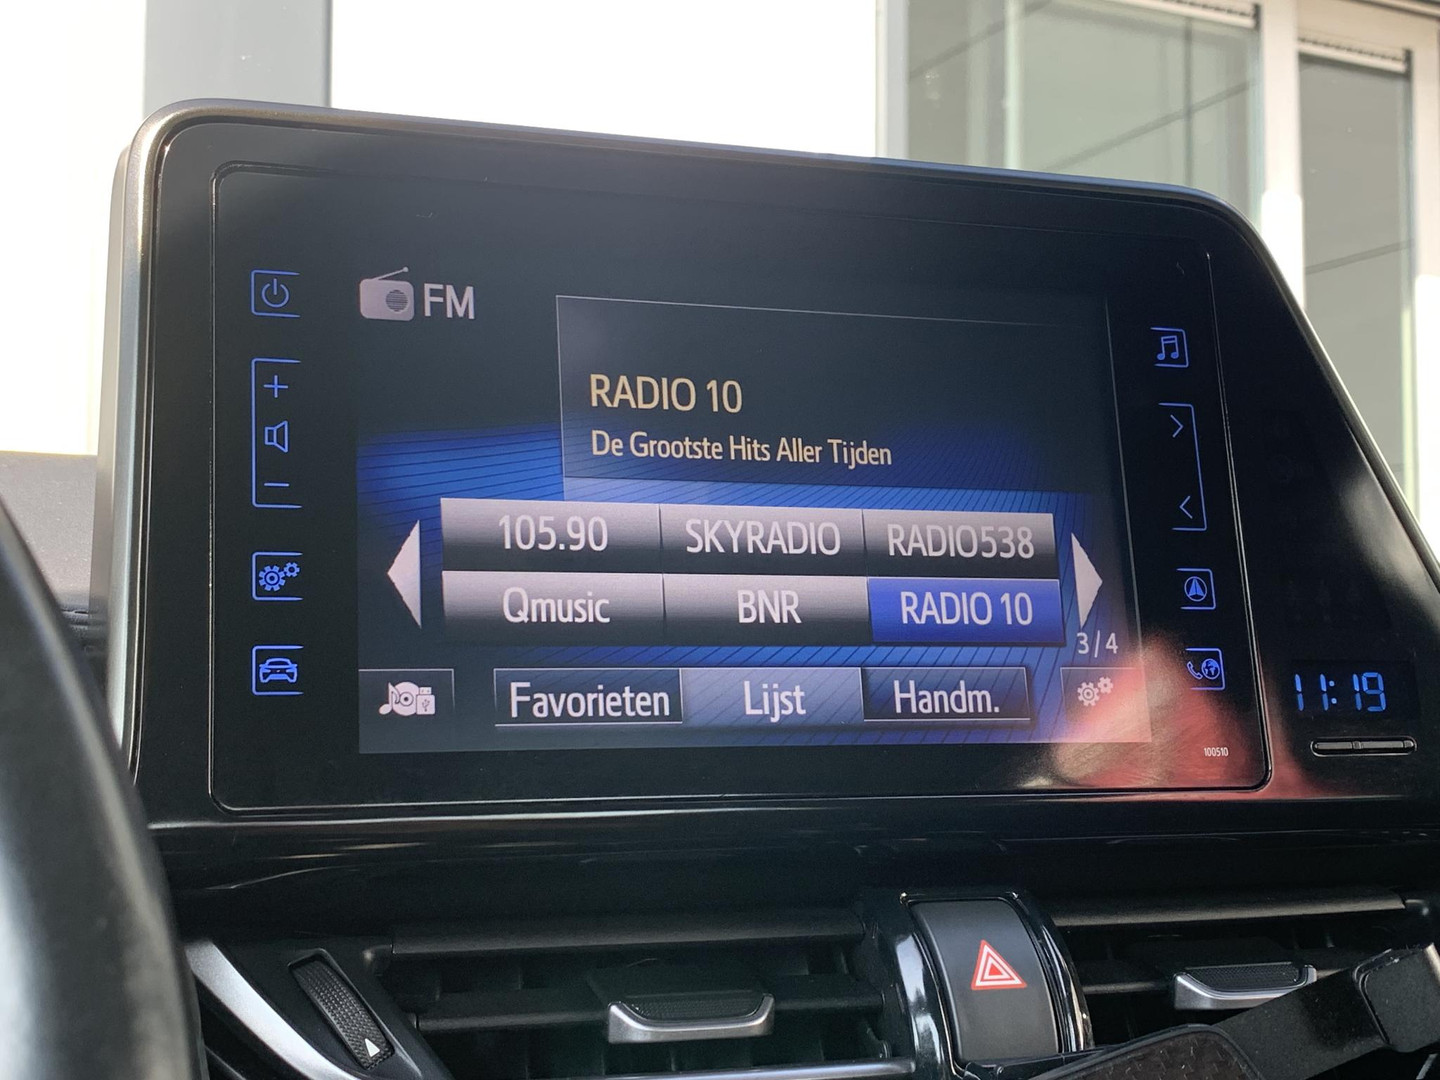 FM
RADIO 10
De Grootste Hits Aller Tijden
105.90 SKYRADIO RADIO538
Qmusic BNR RADIO 10
3/4
Favorieten Lijst Handm.
11:19
100510